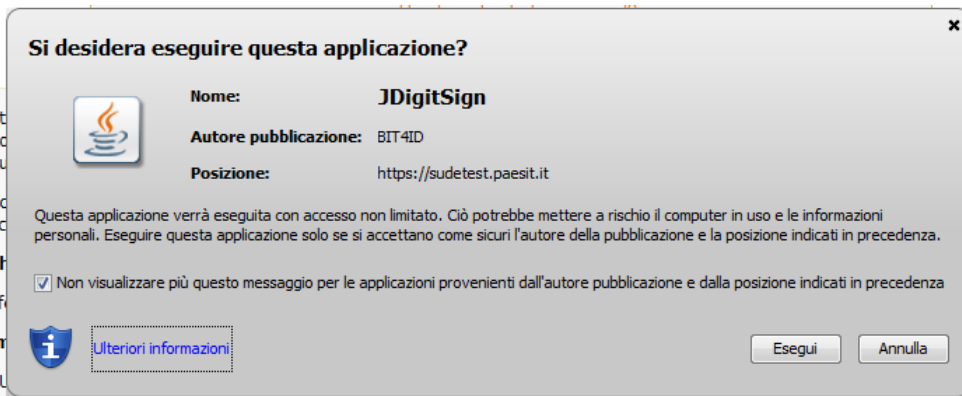 Si desidera eseguire questa applicazione?
Nome: JDigitSign
Autore pubblicazione: BIT4ID
Posizione: https://sudetest.paesit.it
Questa applicazione verrà eseguita con accesso non limitato. Ciò potrebbe mettere a rischio il computer in uso e le informazioni
personali. Eseguire questa applicazione solo se si accettano come sicuri l'autore della pubblicazione e la posizione indicati in precedenza.
Non visualizzare più questo messaggio per le applicazioni provenienti dall'autore pubblicazione e dalla posizione indicati in precedenza
Ulteriori informazioni
Esegui Annulla